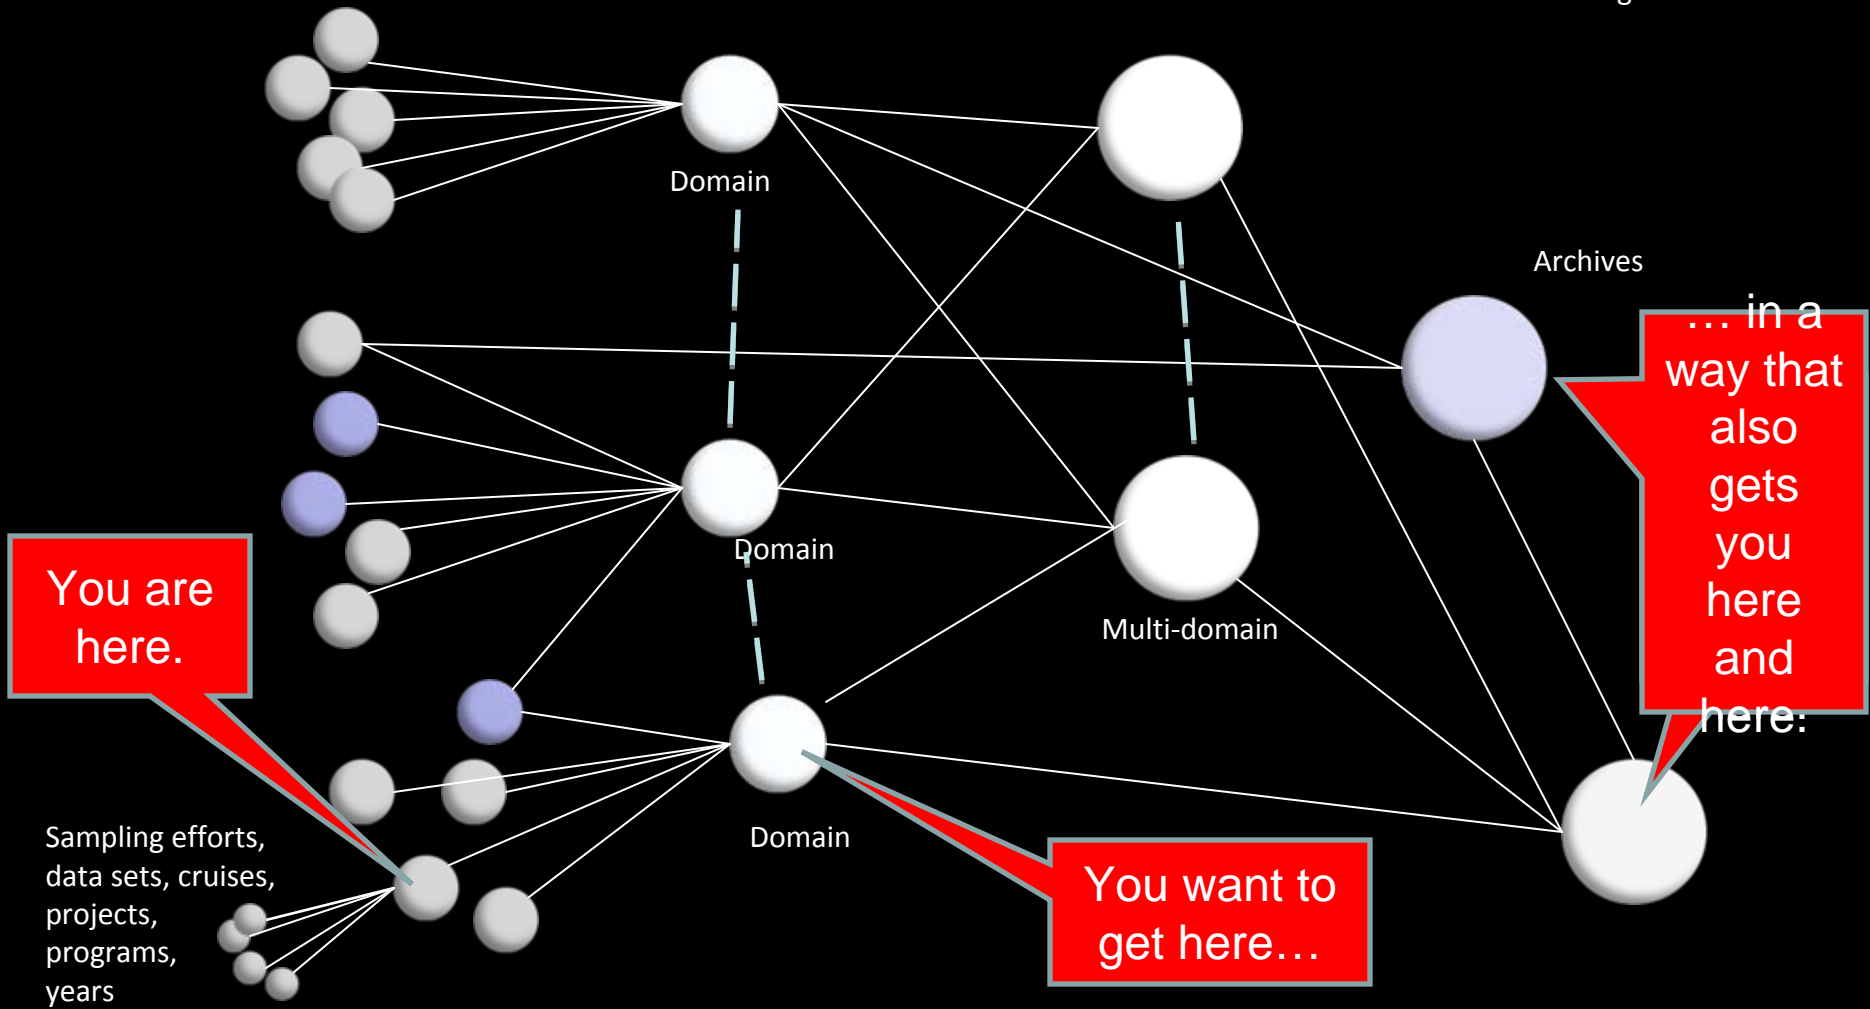 g
Domain
Archives
… in a
way that
also
gets
you
here
and
here.
Domain
You are
here.
Multi-domain
Sampling efforts,
data sets, cruises,
projects,
programs,
years
Domain
You want to
get here…